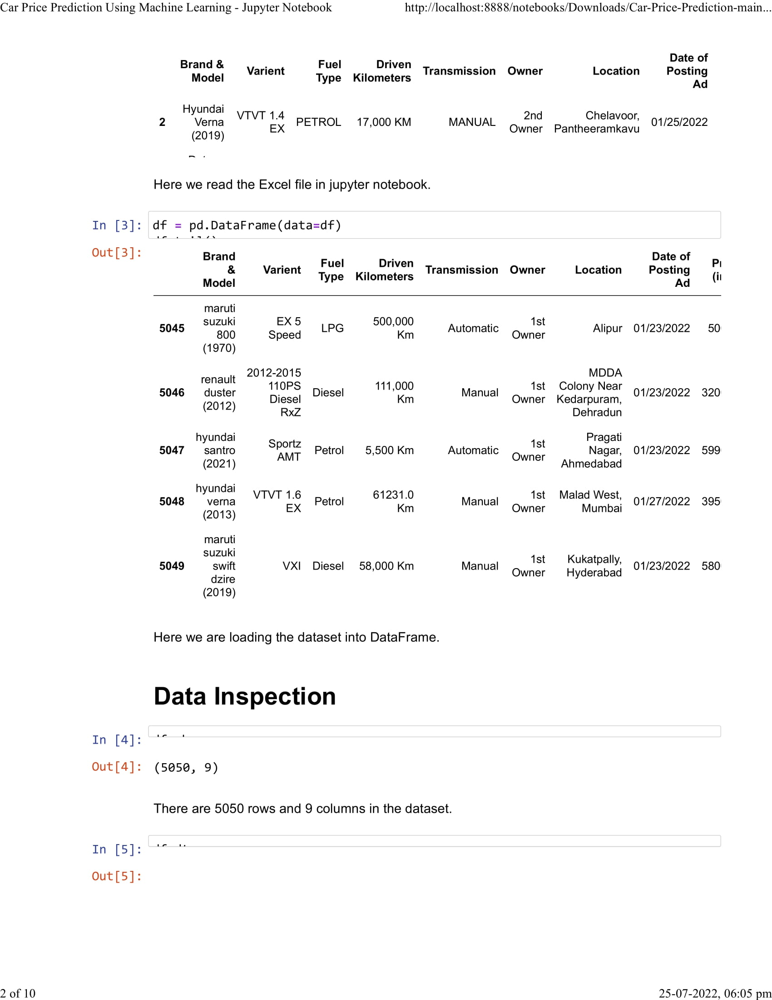 Car Price Prediction Using Machine Learning - Jupyter Notebook http://localhost:8888/notebooks/Downloads/Car-Price-Prediction-main...
Brand & Model Varient Fuel Type Driven Kilometers Transmission Owner Location Date of Posting Ad
2 Hyundai Verna (2019) VTVT 1.4 EX PETROL 17,000 KM MANUAL 2nd Owner Chelavoor, Pantheeramkavu 01/25/2022
Here we read the Excel file in jupyter notebook.
In [3]: df = pd.DataFrame(data=df)
Out[3]:
Brand & Model Varient Fuel Type Driven Kilometers Transmission Owner Location Date of Posting Ad
5045 maruti suzuki 800 (1970) EX 5 Speed LPG 500,000 Km Automatic 1st Owner Alipur 01/23/2022 50
5046 renault duster (2012) 2012-2015 110PS Diesel RxZ Diesel 111,000 Km Manual 1st Owner MDDA Colony Near Kedarpuram, Dehradun 01/23/2022 320
5047 hyundai santro (2021) Sportz AMT Petrol 5,500 Km Automatic 1st Owner Pragati Nagar, Ahmedabad 01/23/2022 599
5048 hyundai verna (2013) VTVT 1.6 EX Petrol 61231.0 Km Manual 1st Owner Malad West, Mumbai 01/27/2022 395
5049 maruti suzuki swift dzire (2019) VXI Diesel 58,000 Km Manual 1st Owner Kukatpally, Hyderabad 01/23/2022 580
Here we are loading the dataset into DataFrame.
Data Inspection
In [4]:
Out[4]: (5050, 9)
There are 5050 rows and 9 columns in the dataset.
In [5]:
Out[5]:
2 of 10 25-07-2022, 06:05 pm